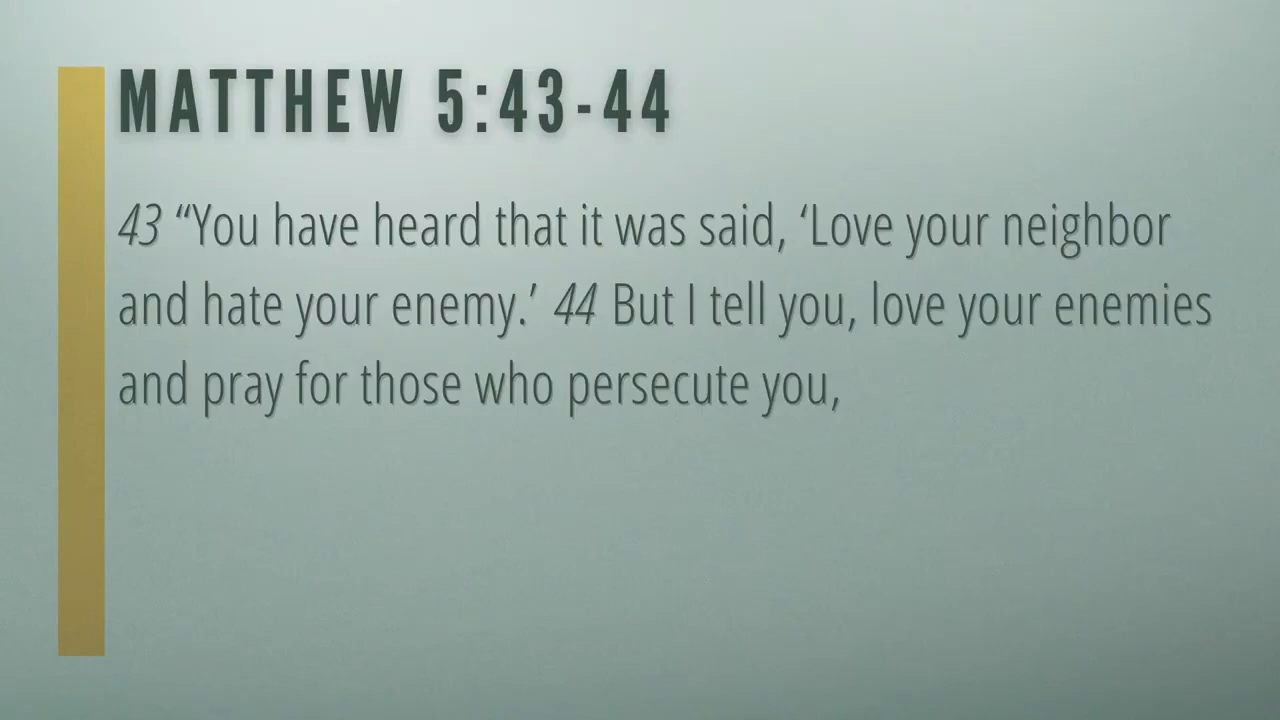 MATTHEW 5:43-44
43 “You have heard that it was said, ‘Love your neighbor
and hate your enemy.’ 44 But I tell you, love your enemies
and pray for those who persecute you,